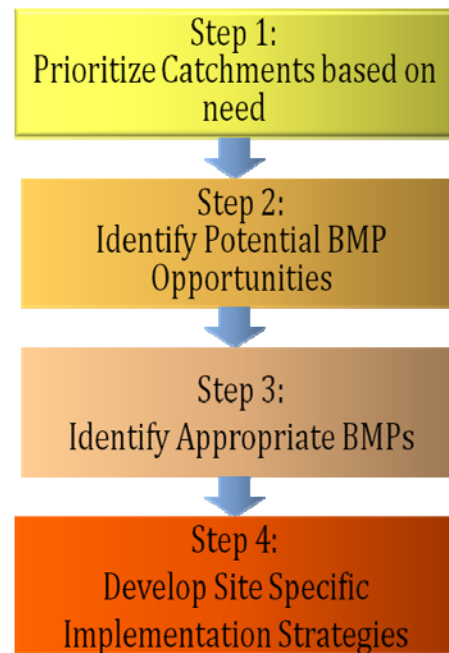 Step 1:
Prioritize Catchments based on
need
Step 2:
Identify Potential BMP
Opportunities
Step 3:
Identify Appropriate BMPs
Step 4:
Develop Site Specific
Implementation Strategies